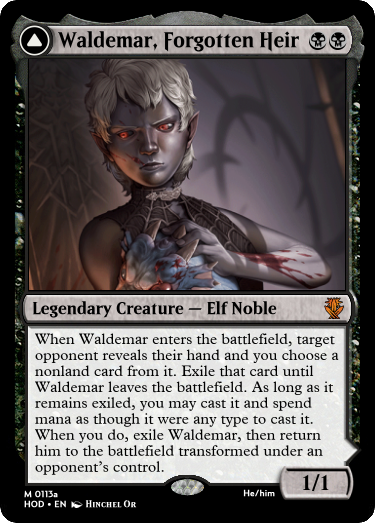 Waldemar, Forgotten Heir
Legendary Creature — Elf Noble
When Waldemar enters the battlefield, target
opponent reveals their hand and you choose a
nonland card from it. Exile that card until
Waldemar leaves the battlefield. As long as it
remains exiled, you may cast it and spend
mana as though it were any type to cast it.
When you do, exile Waldemar, then return
him to the battlefield transformed under an
opponent's control.
1/1
M 0113a
He/him
HOD • EN Hinchel Or